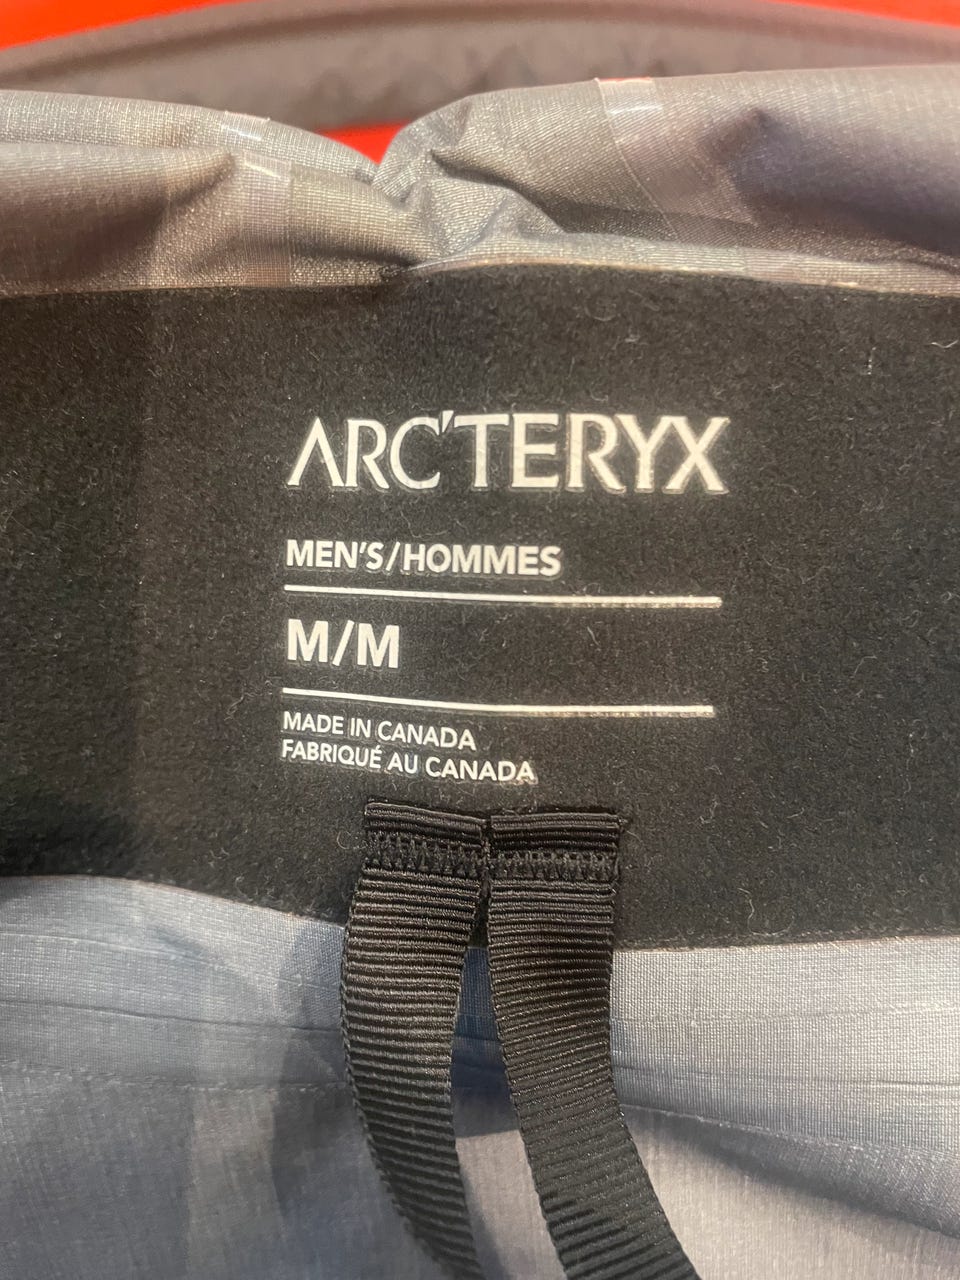 ARC'TERYX
MEN'S/HOMMES
M/M
MADE IN CANADA
FABRIQUÉ AU CANADA